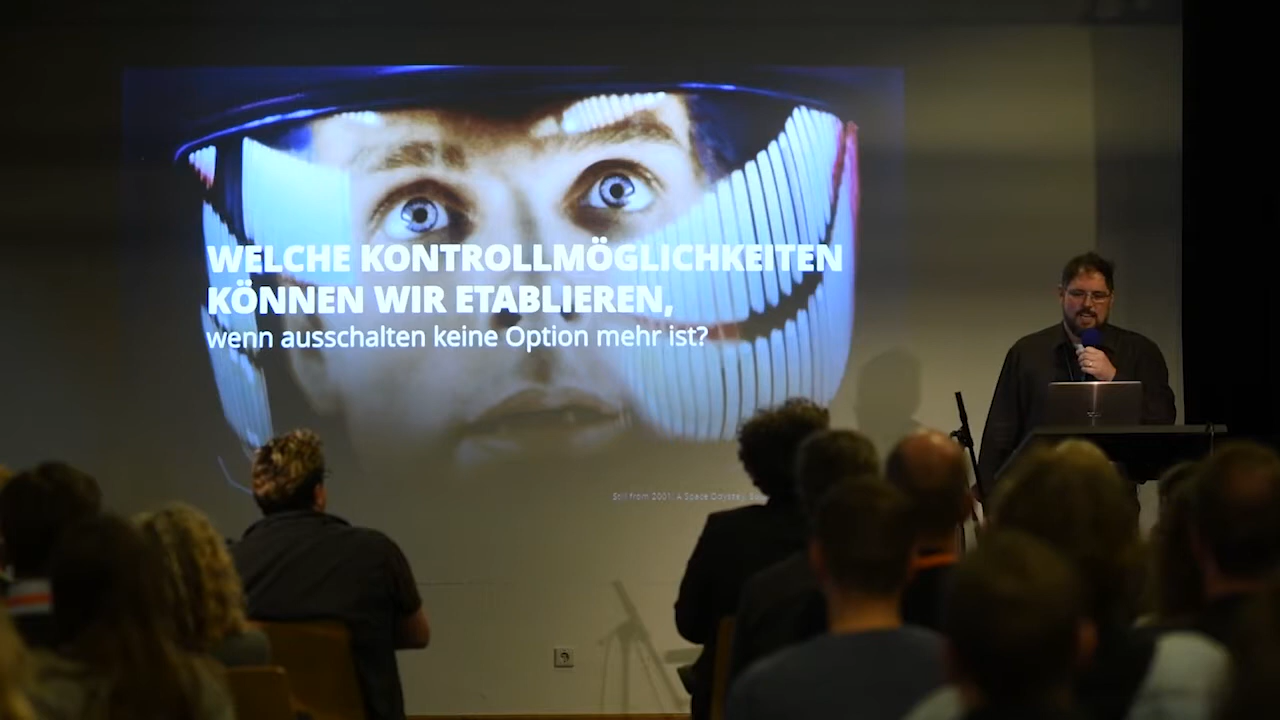 WELCHE KONTROLLMÖGLICHKEITEN
KÖNNEN WIR ETABLIEREN,
wenn ausschalten keine Option mehr ist?
Still from 2001: A Space Odyssey,